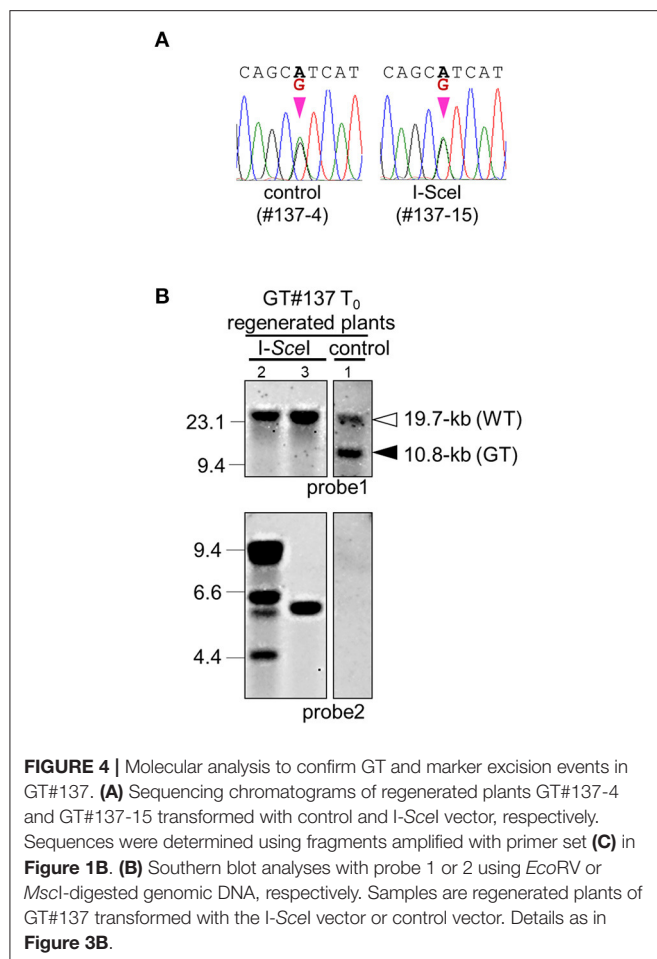 A
CAGCATCAT CAGCATCAT
G G
control I-SceI
(#137-4) (#137-15)
B
GT#137 T0
regenerated plants
I-SceI control
2 3 1
23.1 19.7-kb (WT)
9.4 10.8-kb (GT)
probe1
9.4
6.6
4.4
probe2
FIGURE 4 | Molecular analysis to confirm GT and marker excision events in
GT#137. (A) Sequencing chromatograms of regenerated plants GT#137-4
and GT#137-15 transformed with control and I-SceI vector, respectively.
Sequences were determined using fragments amplified with primer set (C) in
Figure 1B. (B) Southern blot analyses with probe 1 or 2 using EcoRV or
MscI-digested genomic DNA, respectively. Samples are regenerated plants of
GT#137 transformed with the I-SceI vector or control vector. Details as in
Figure 3B.